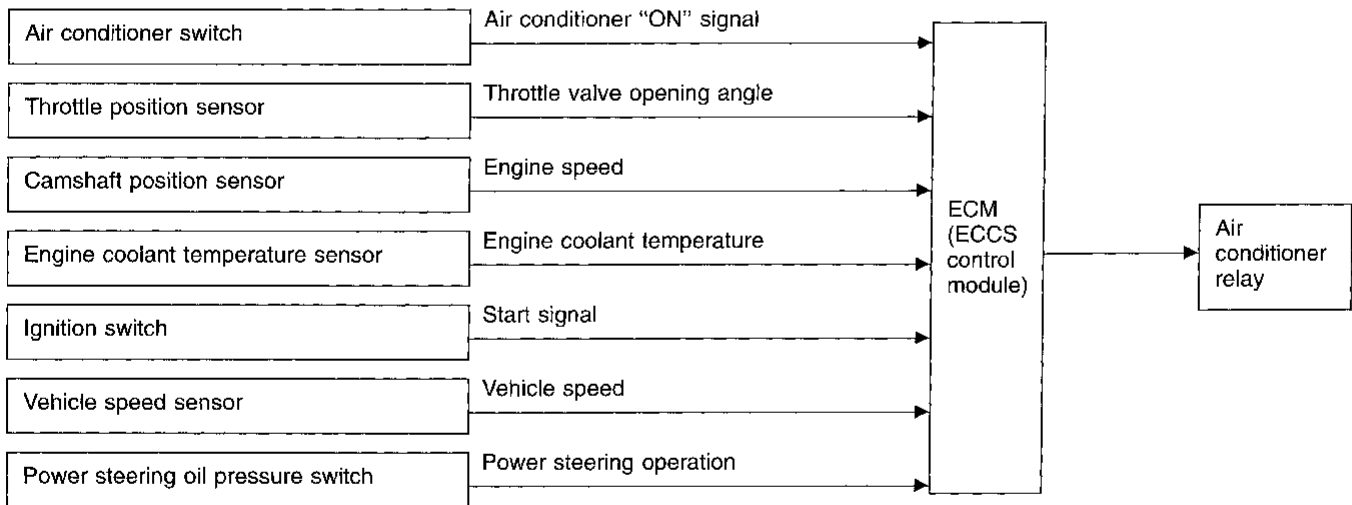 Air conditioner switch
Air conditioner “ON” signal
Throttle position sensor
Throttle valve opening angle
Camshaft position sensor
Engine speed
Engine coolant temperature sensor
Engine coolant temperature
Ignition switch
Start signal
Vehicle speed sensor
Vehicle speed
Power steering oil pressure switch
Power steering operation
ECM
(ECCS
control
module)
Air
conditioner
relay